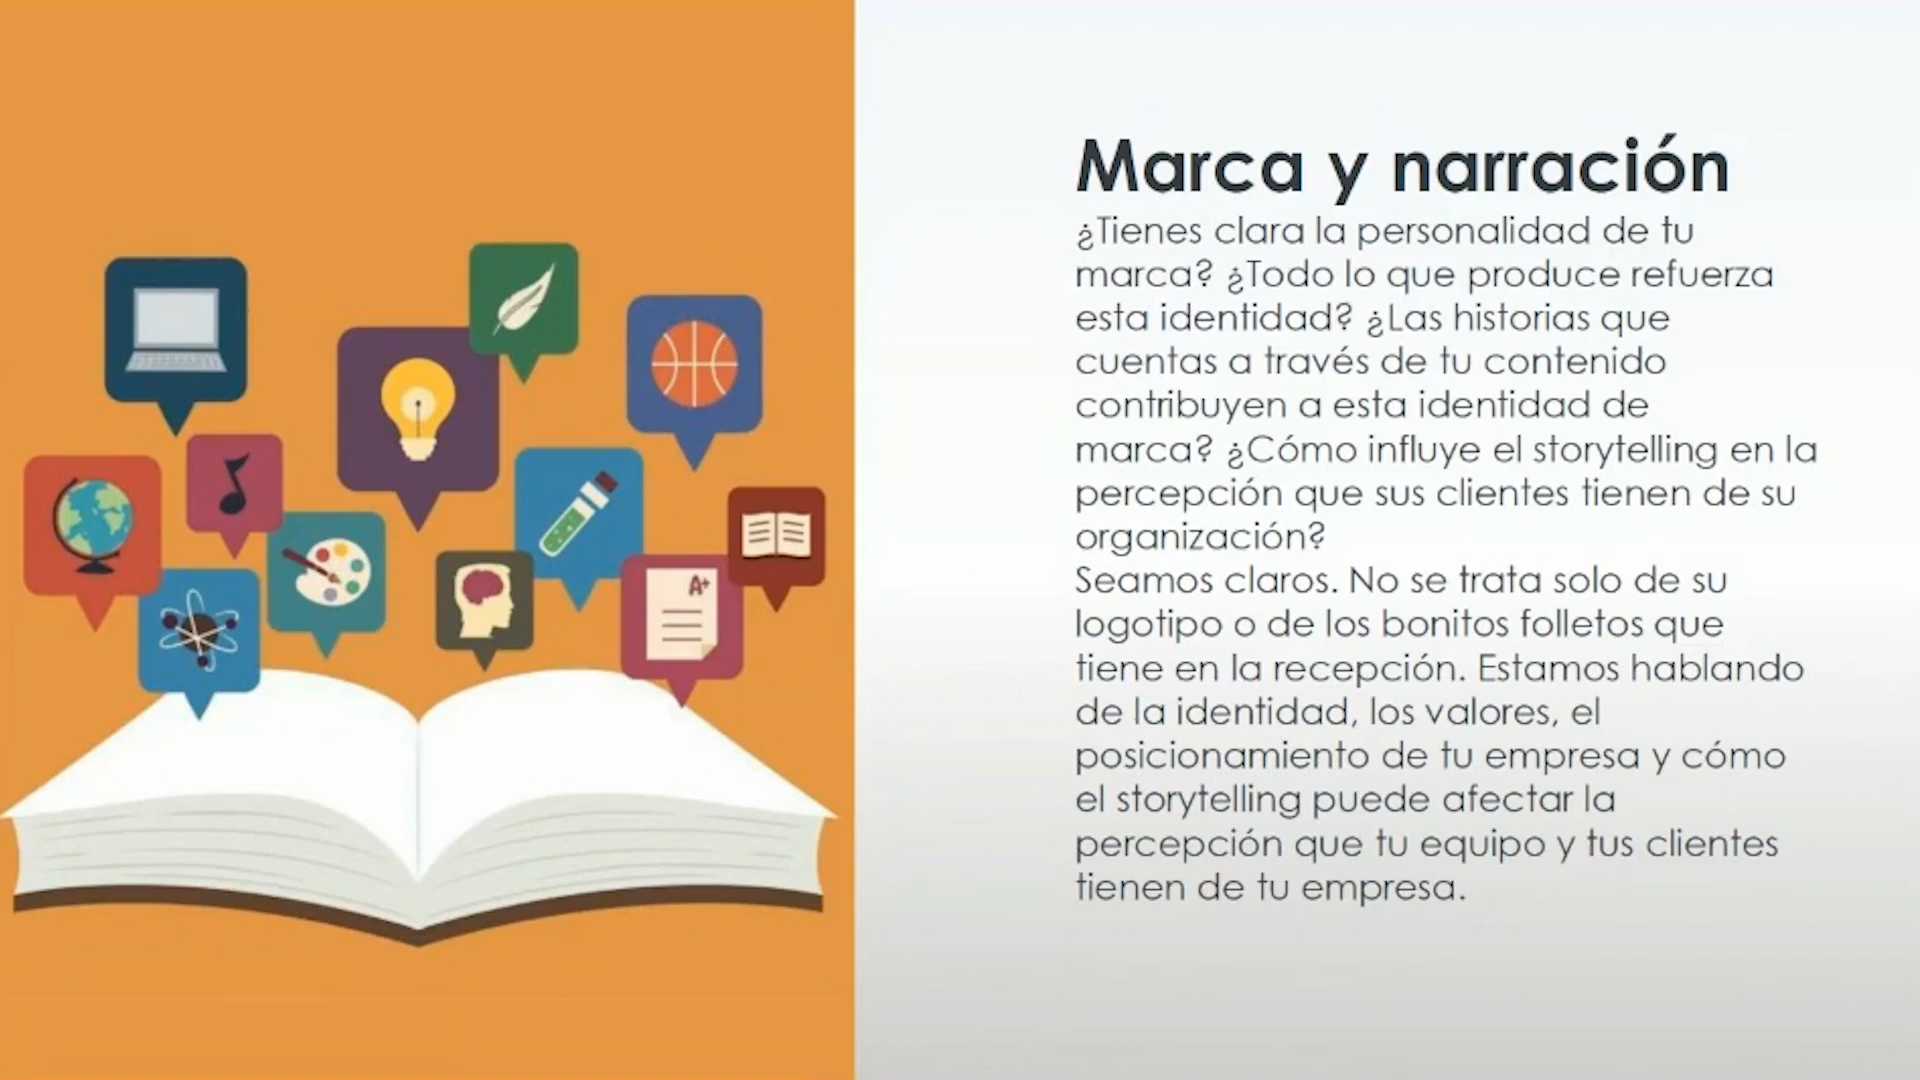 Marca y narración
¿Tienes clara la personalidad de tu
marca? ¿Todo lo que produce refuerza
esta identidad? ¿Las historias que
cuentas a través de tu contenido
contribuyen a esta identidad de
marca? ¿Cómo influye el storytelling en la
percepción que sus clientes tienen de su
organización?
Seamos claros. No se trata solo de su
logotipo o de los bonitos folletos que
tiene en la recepción. Estamos hablando
de la identidad, los valores, el
posicionamiento de tu empresa y cómo
el storytelling puede afectar la
percepción que tu equipo y tus clientes
tienen de tu empresa.
A+